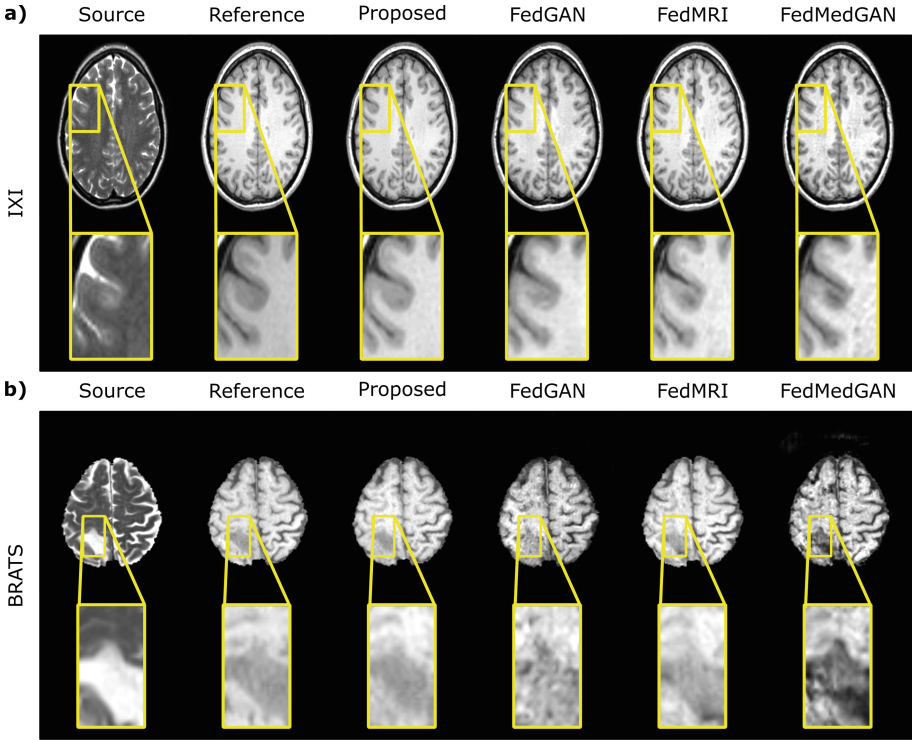 a) Source Reference Proposed FedGAN FedMRI FedMedGAN
IXI
b) Source Reference Proposed FedGAN FedMRI FedMedGAN
BRATS